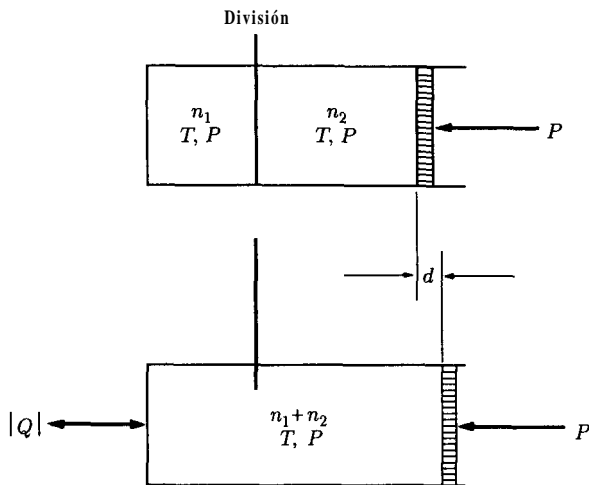 División
n₁
T, P
n₂
T, P
P
d
|Q|
n₁+n₂
T, P
P